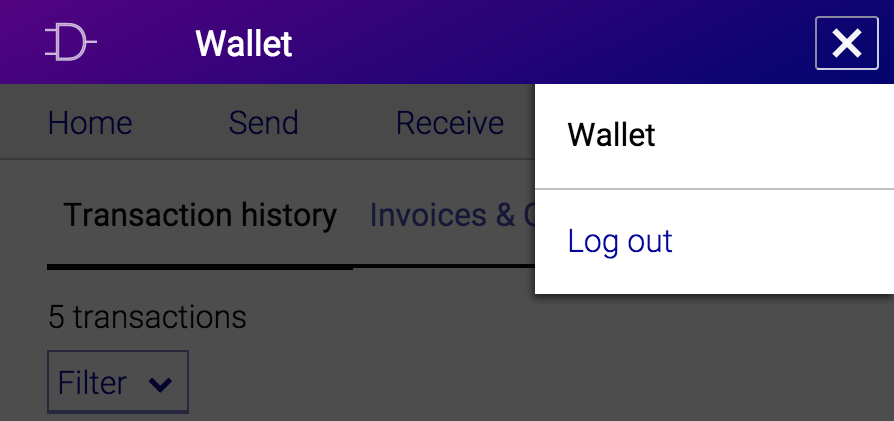 Wallet
Home Send Receive
Wallet
Transaction history Invoices &
Log out
5 transactions
Filter